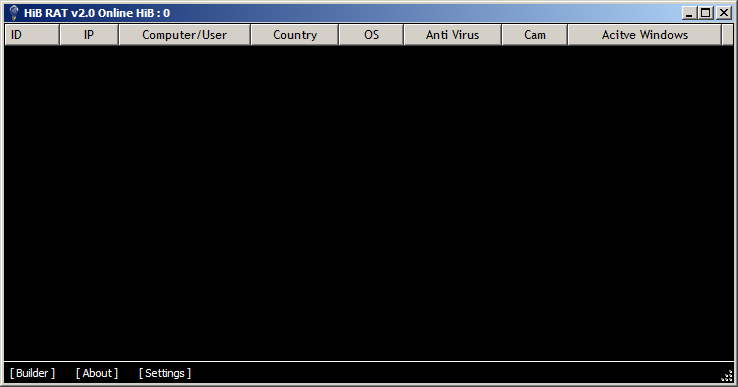 HiB RAT v2.0 Online HiB : 0
ID IP Computer/User Country OS Anti Virus Cam Acitve Windows
[ Builder ] [ About ] [ Settings ]